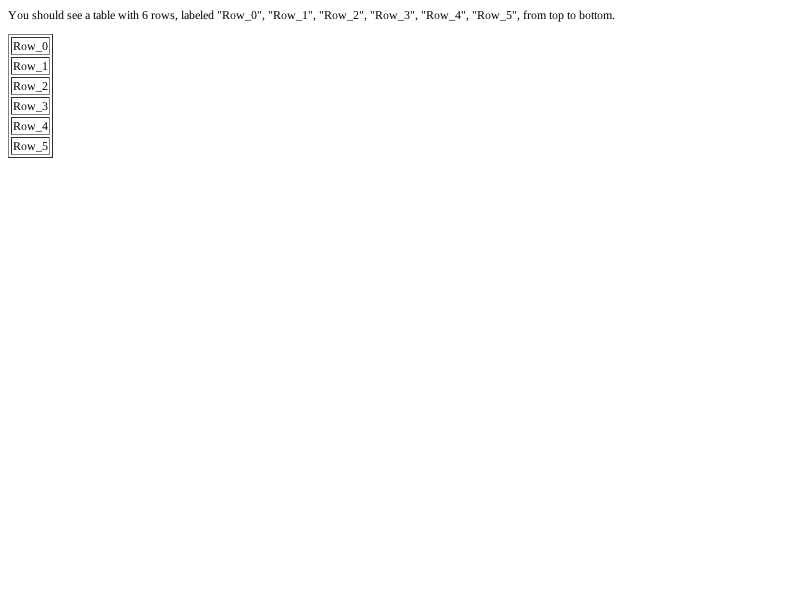 You should see a table with 6 rows, labeled "Row_0", "Row_1", "Row_2", "Row_3", "Row_4", "Row_5", from top to bottom.
Row_0
Row_1
Row_2
Row_3
Row_4
Row_5